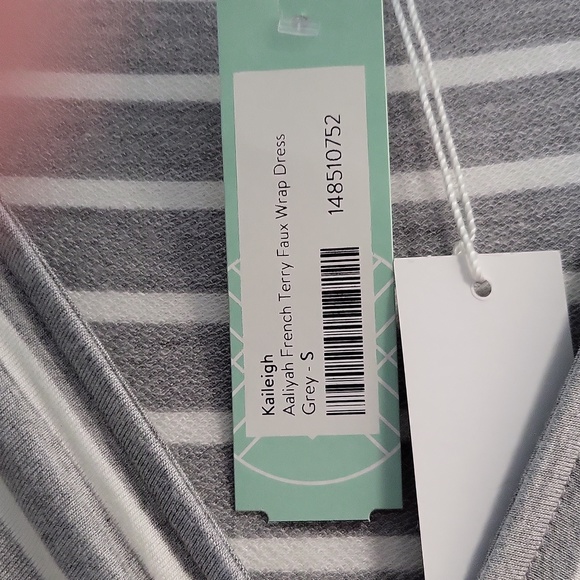 Kaileigh
Aaliyah French Terry Faux Wrap Dress
Grey - S
148510752